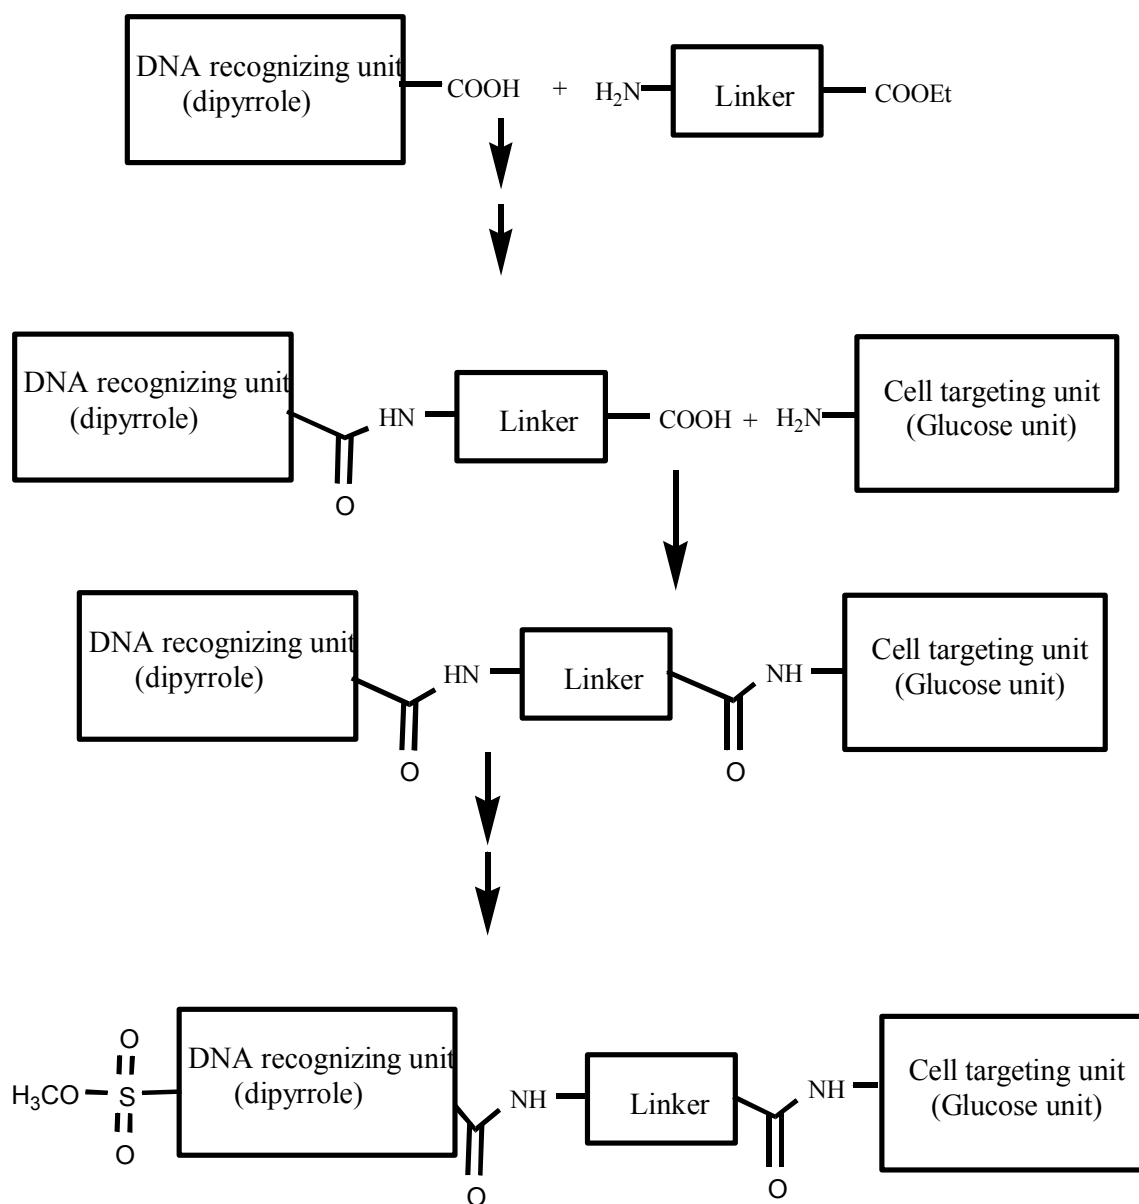 DNA recognizing unit
(dipyrrole)
COOH + H₂N Linker COOEt
DNA recognizing unit
(dipyrrole)
HN Linker COOH + H₂N
O
Cell targeting unit
(Glucose unit)
DNA recognizing unit
(dipyrrole)
HN Linker NH
O O
Cell targeting unit
(Glucose unit)
O
H₃CO S
O
DNA recognizing unit
(dipyrrole)
NH Linker NH
O O
Cell targeting unit
(Glucose unit)